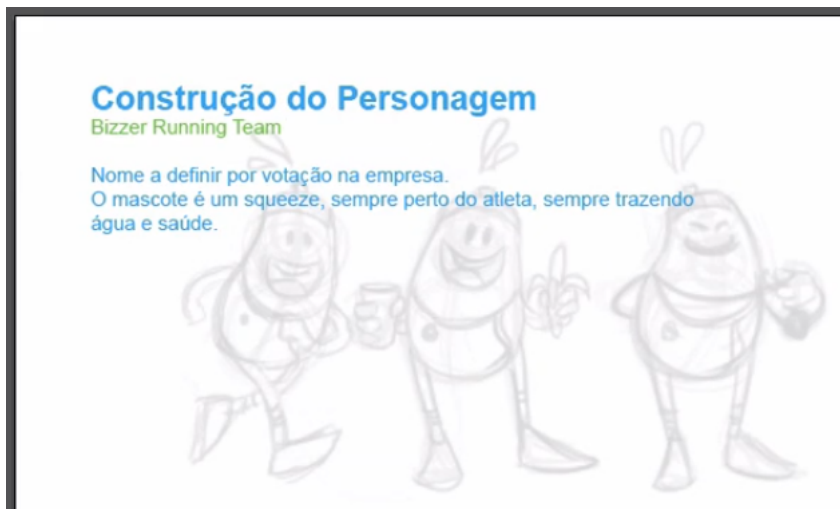 Construção do Personagem
Bizzer Running Team
Nome a definir por votação na empresa.
O mascote é um squeeze, sempre perto do atleta, sempre trazendo
água e saúde.